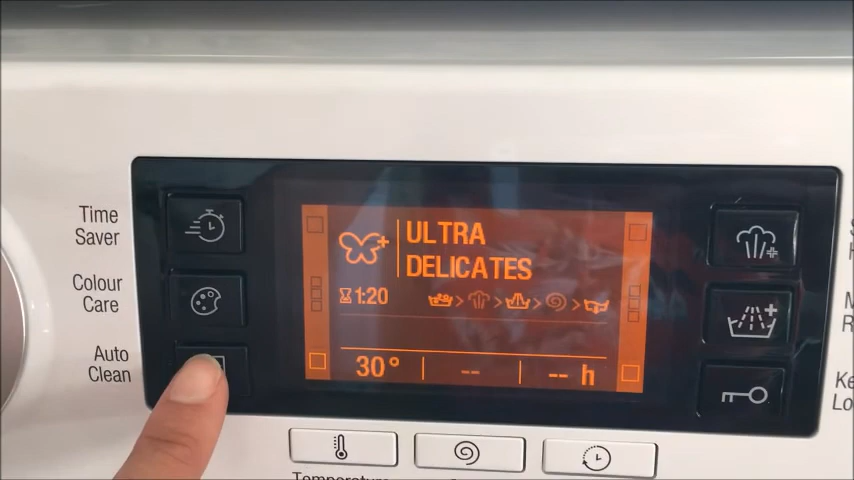 Time
Saver
Colour
Care
Auto
Clean
ULTRA
DELICATES
1:20
30° -- -- h
Temperature